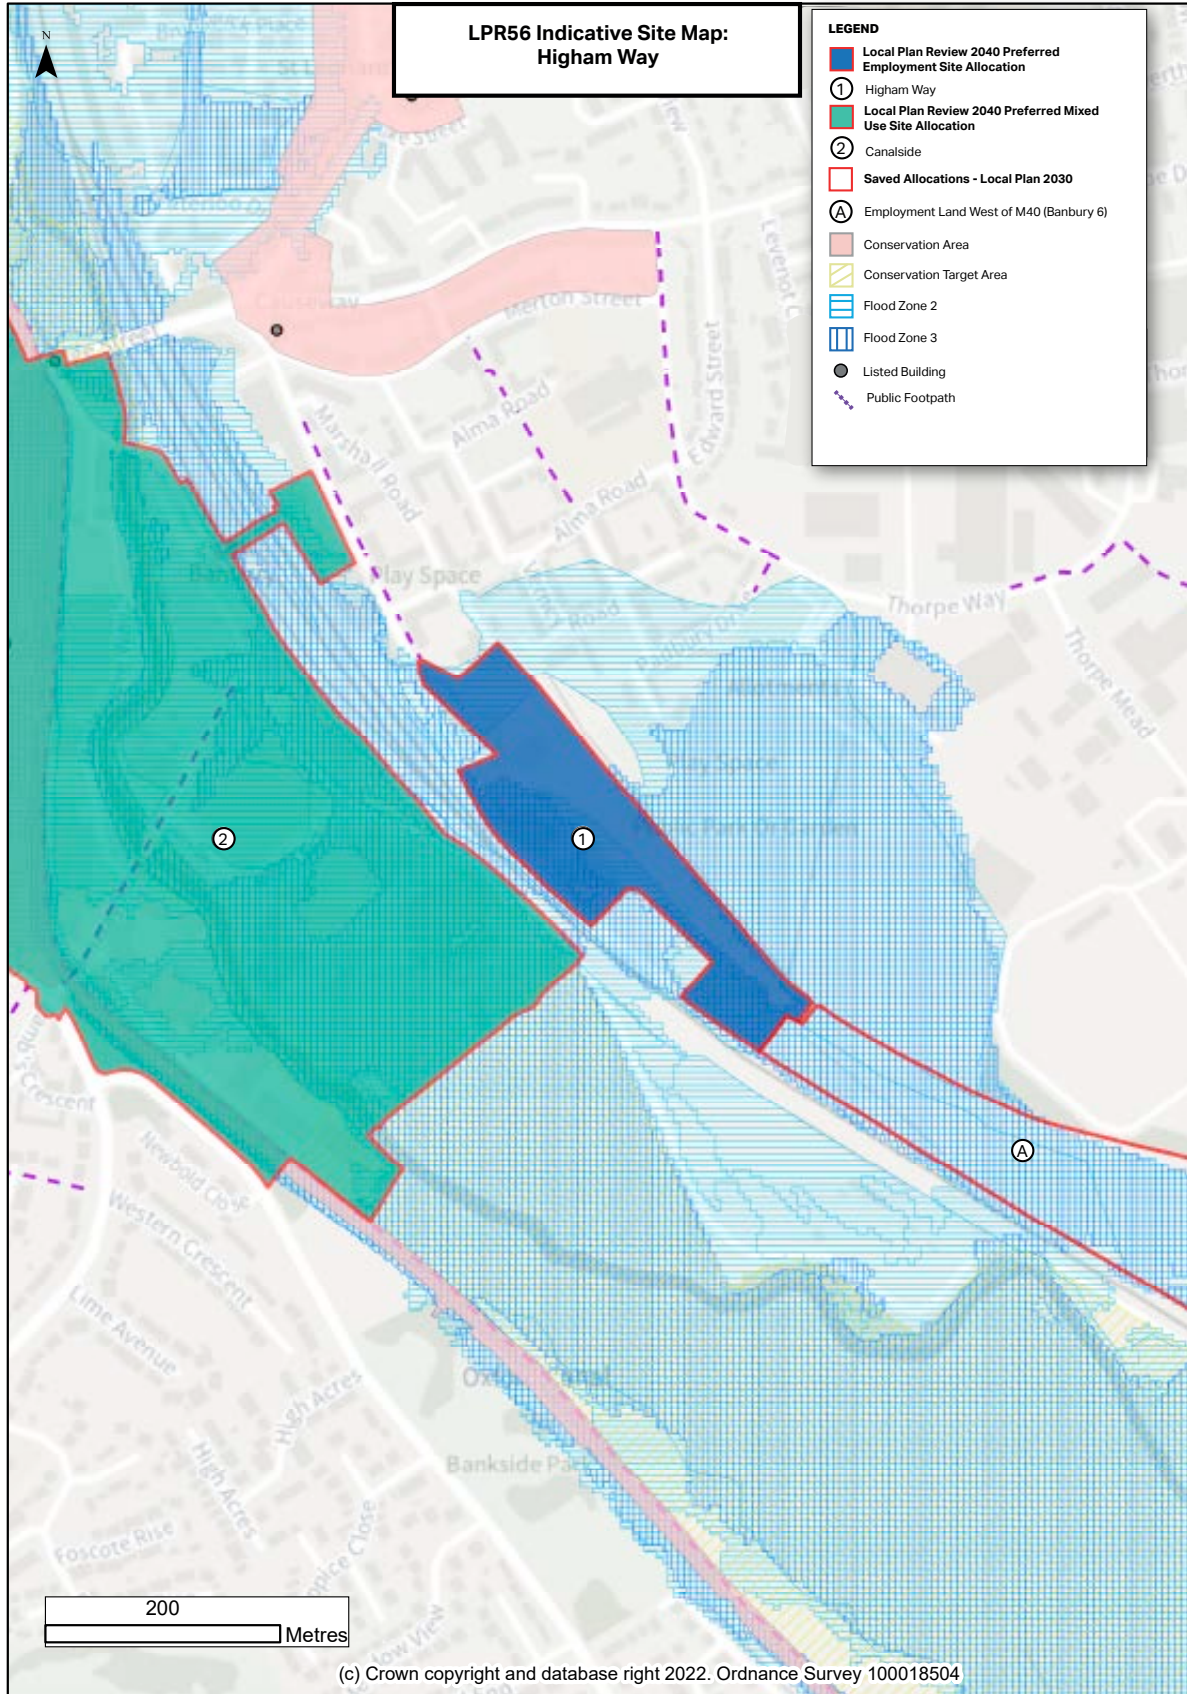 LPR56 Indicative Site Map:
Higham Way
N
LEGEND
Local Plan Review 2040 Preferred
Employment Site Allocation
1 Higham Way
Local Plan Review 2040 Preferred Mixed
Use Site Allocation
2 Canalside
Saved Allocations - Local Plan 2030
A Employment Land West of M40 (Banbury 6)
Conservation Area
Conservation Target Area
Flood Zone 2
Flood Zone 3
Listed Building
Public Footpath
Causeway
Merton Street
Edward Street
Marshall Road
Alma Road
Alma Road
Play Space
Road
Thorpe Way
Thorpe Mead
2
1
A
Crescent
Newbold Close
Western Crescent
Lime Avenue
High Acres
High Acres
Bankside Park
Foscote Rise
200
Metres
(c) Crown copyright and database right 2022. Ordnance Survey 100018504